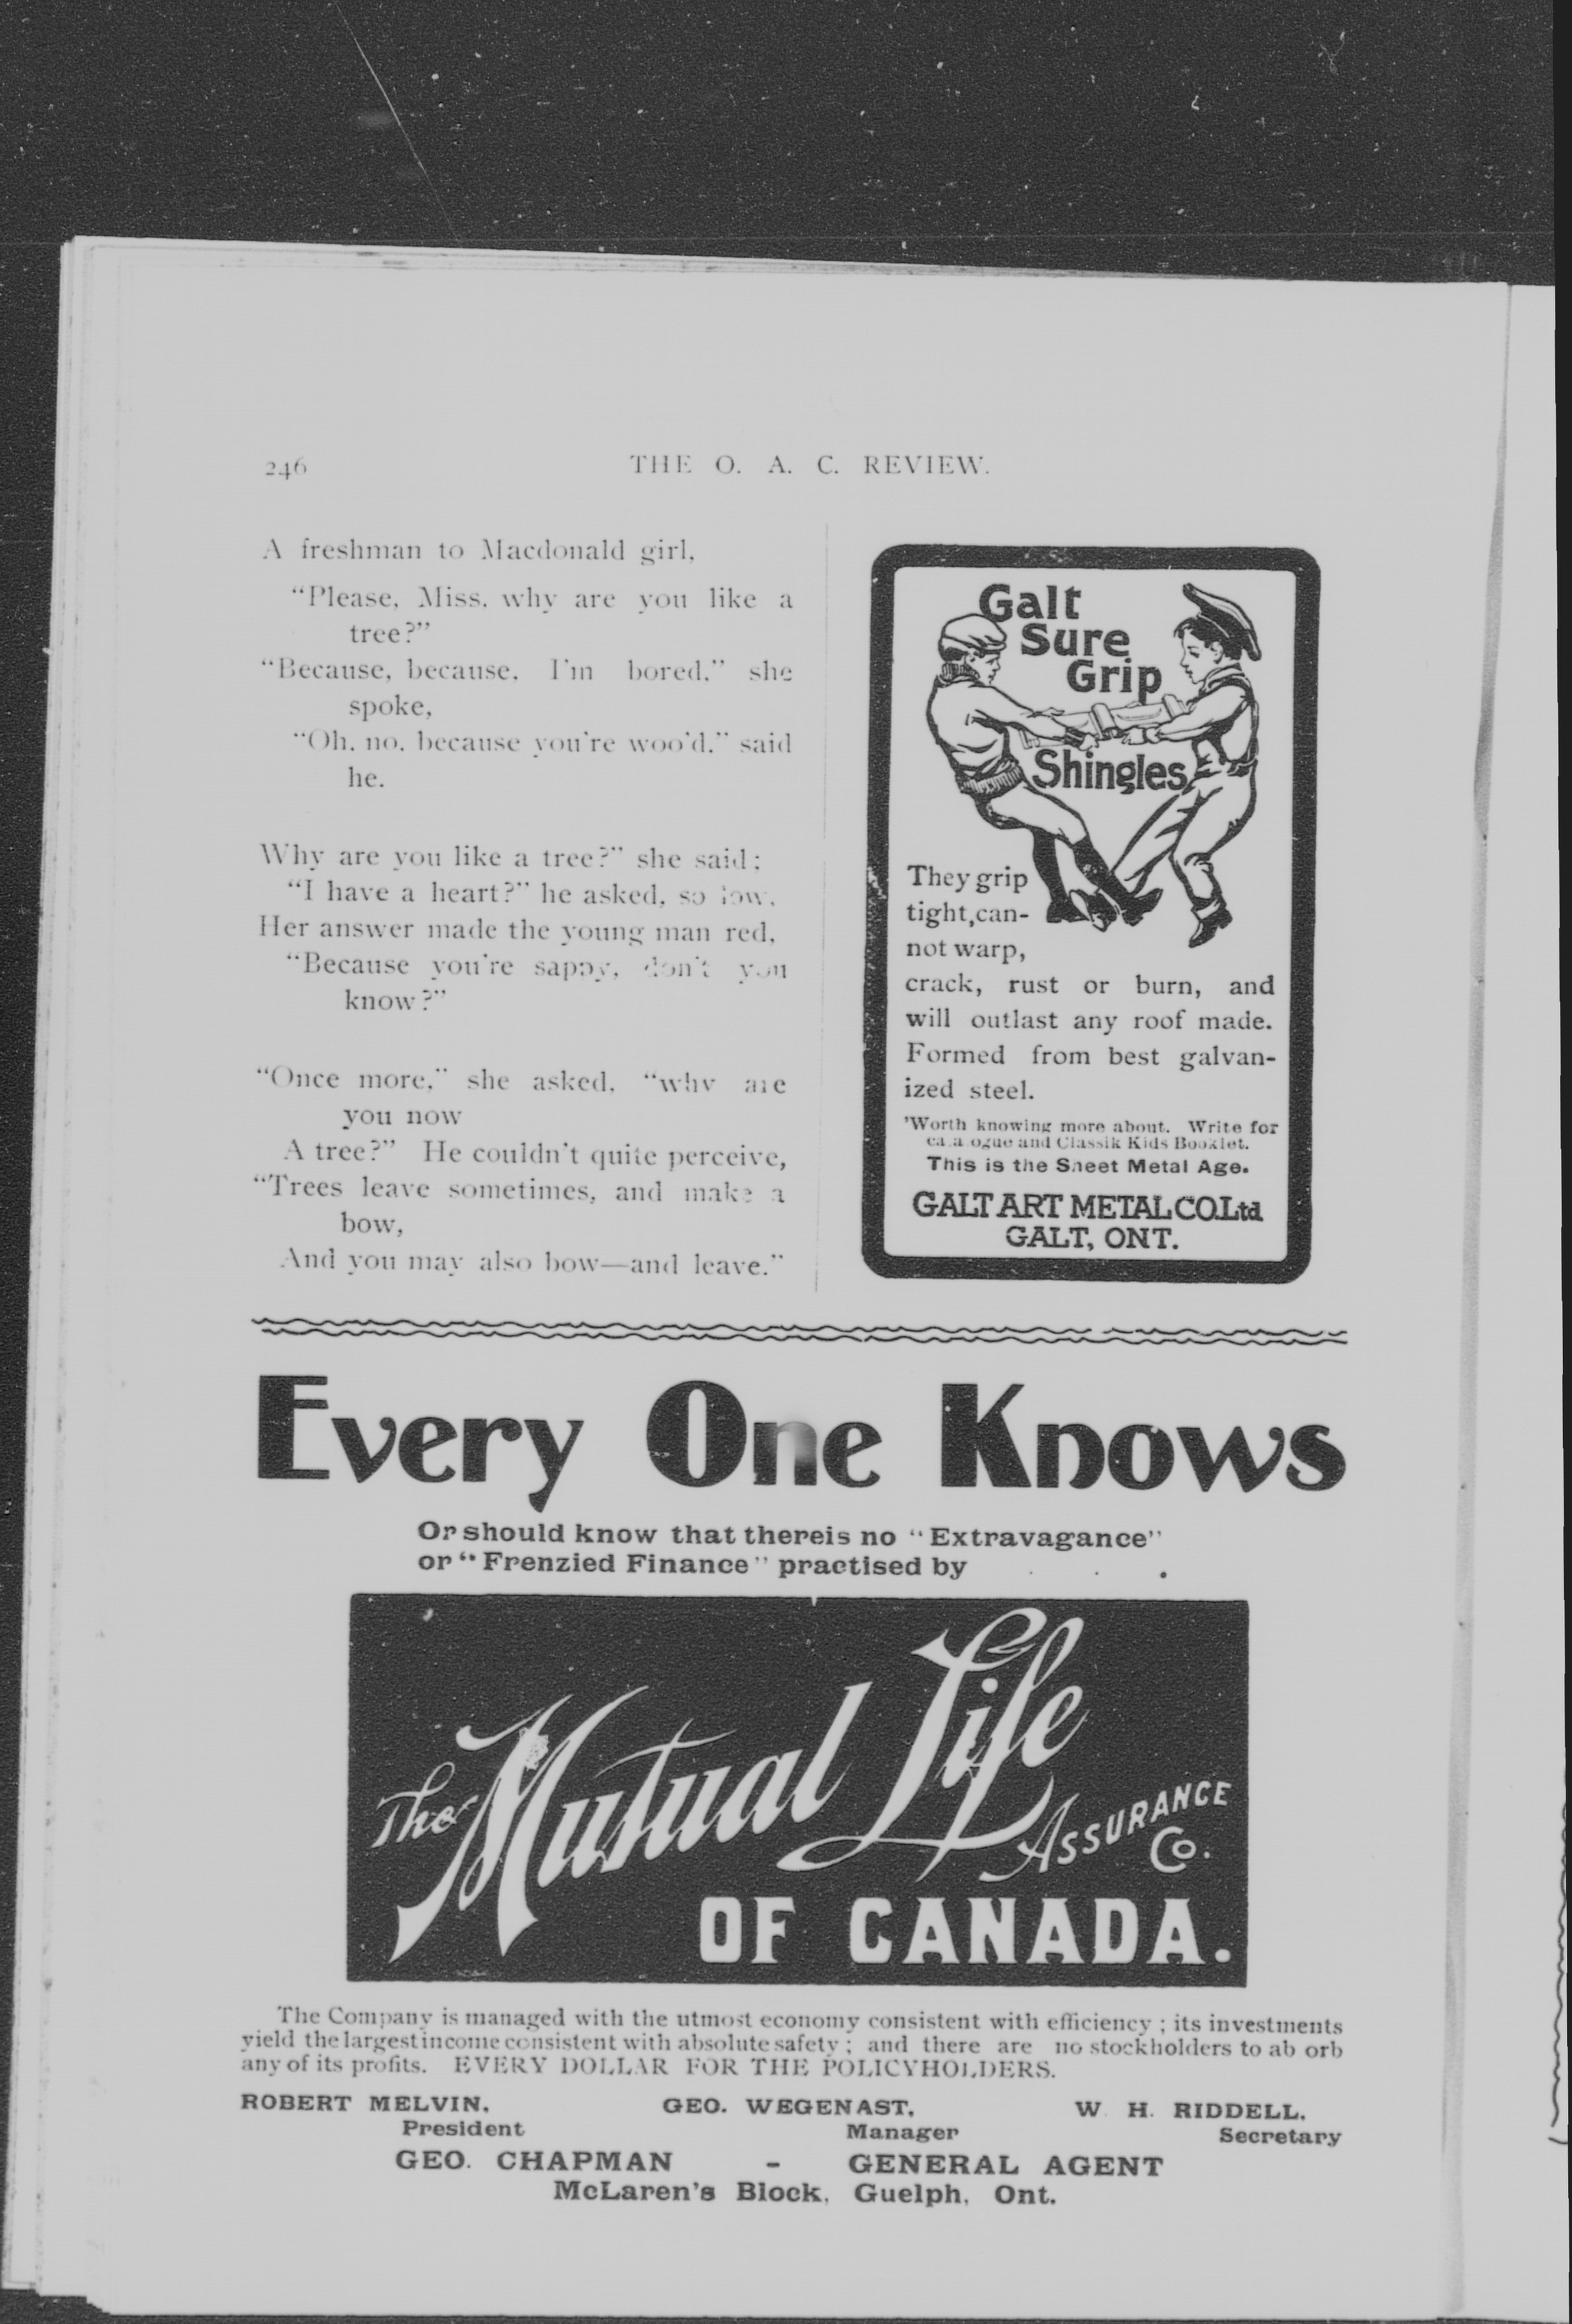 246
THE O. A. C. REVIEW.
A freshman to Macdonald girl,
“Please, Miss, why are you like a
tree?”
“Because, because, I'm bored,” she
spoke,
“Oh, no, because you're woo'd,” said
he.
Why are you like a tree?” she said;
“I have a heart?” he asked, so low,
Her answer made the young man red,
“Because you're sappy, don't you
know?”
“Once more,” she asked, “why are
you now
A tree?” He couldn't quite perceive,
“Trees leave sometimes, and make a
bow,
And you may also bow—and leave.”
Galt
Sure
Grip
Shingles
They grip
tight,can-
not warp,
crack, rust or burn, and
will outlast any roof made.
Formed from best galvan-
ized steel.
'Worth knowing more about. Write for
ca.a ogue and Classik Kids Booklet.
This is the Sheet Metal Age.
GALT ART METAL CO. Ltd
GALT, ONT.
Every One Knows
Or should know that there is no “Extravagance”
or “Frenzied Finance” practised by . . .
The Mutual Life
ASSURANCE
Co.
OF CANADA.
The Company is managed with the utmost economy consistent with efficiency ; its investments
yield the largest income consistent with absolute safety ; and there are no stockholders to ab orb
any of its profits. EVERY DOLLAR FOR THE POLICYHOLDERS.
ROBERT MELVIN, GEO. WEGENAST, W. H. RIDDELL,
President Manager Secretary
GEO. CHAPMAN - GENERAL AGENT
McLaren's Block, Guelph, Ont.